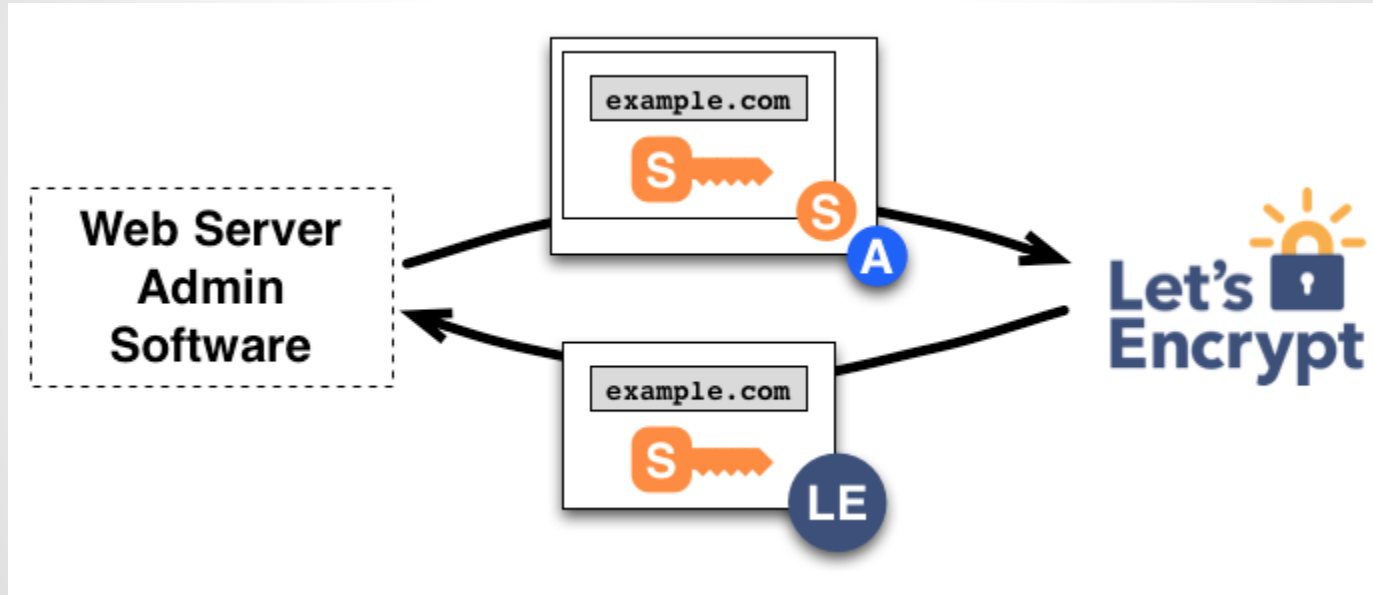 example.com
S
S
A
Web Server
Admin
Software
Let's
Encrypt
example.com
S
LE